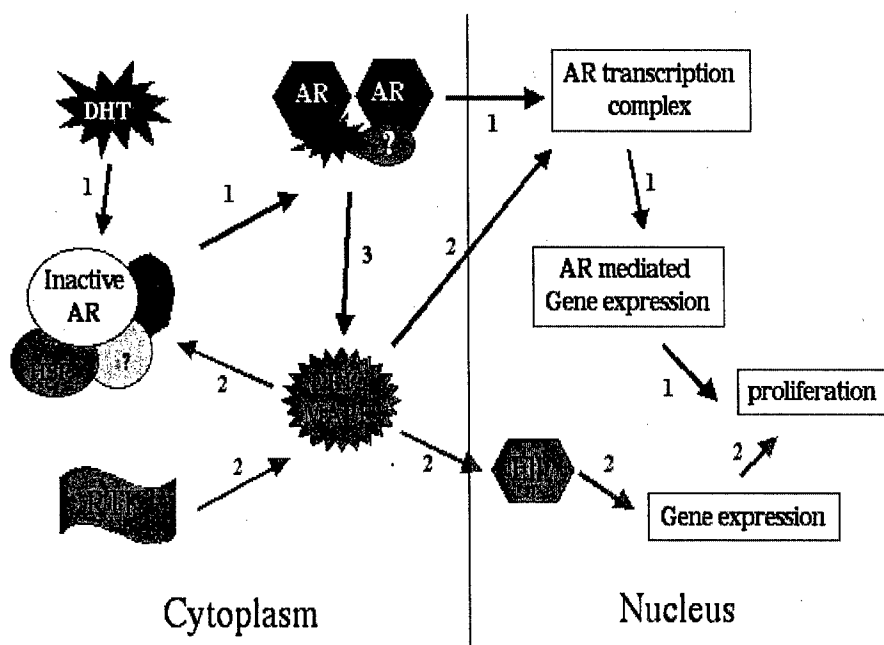 DHT
AR
AR
?
AR transcription
complex
1
1
1
1
2
3
Inactive
AR
?
AR mediated
Gene expression
2
1
proliferation
2
2
2
2
Gene expression
Cytoplasm
Nucleus